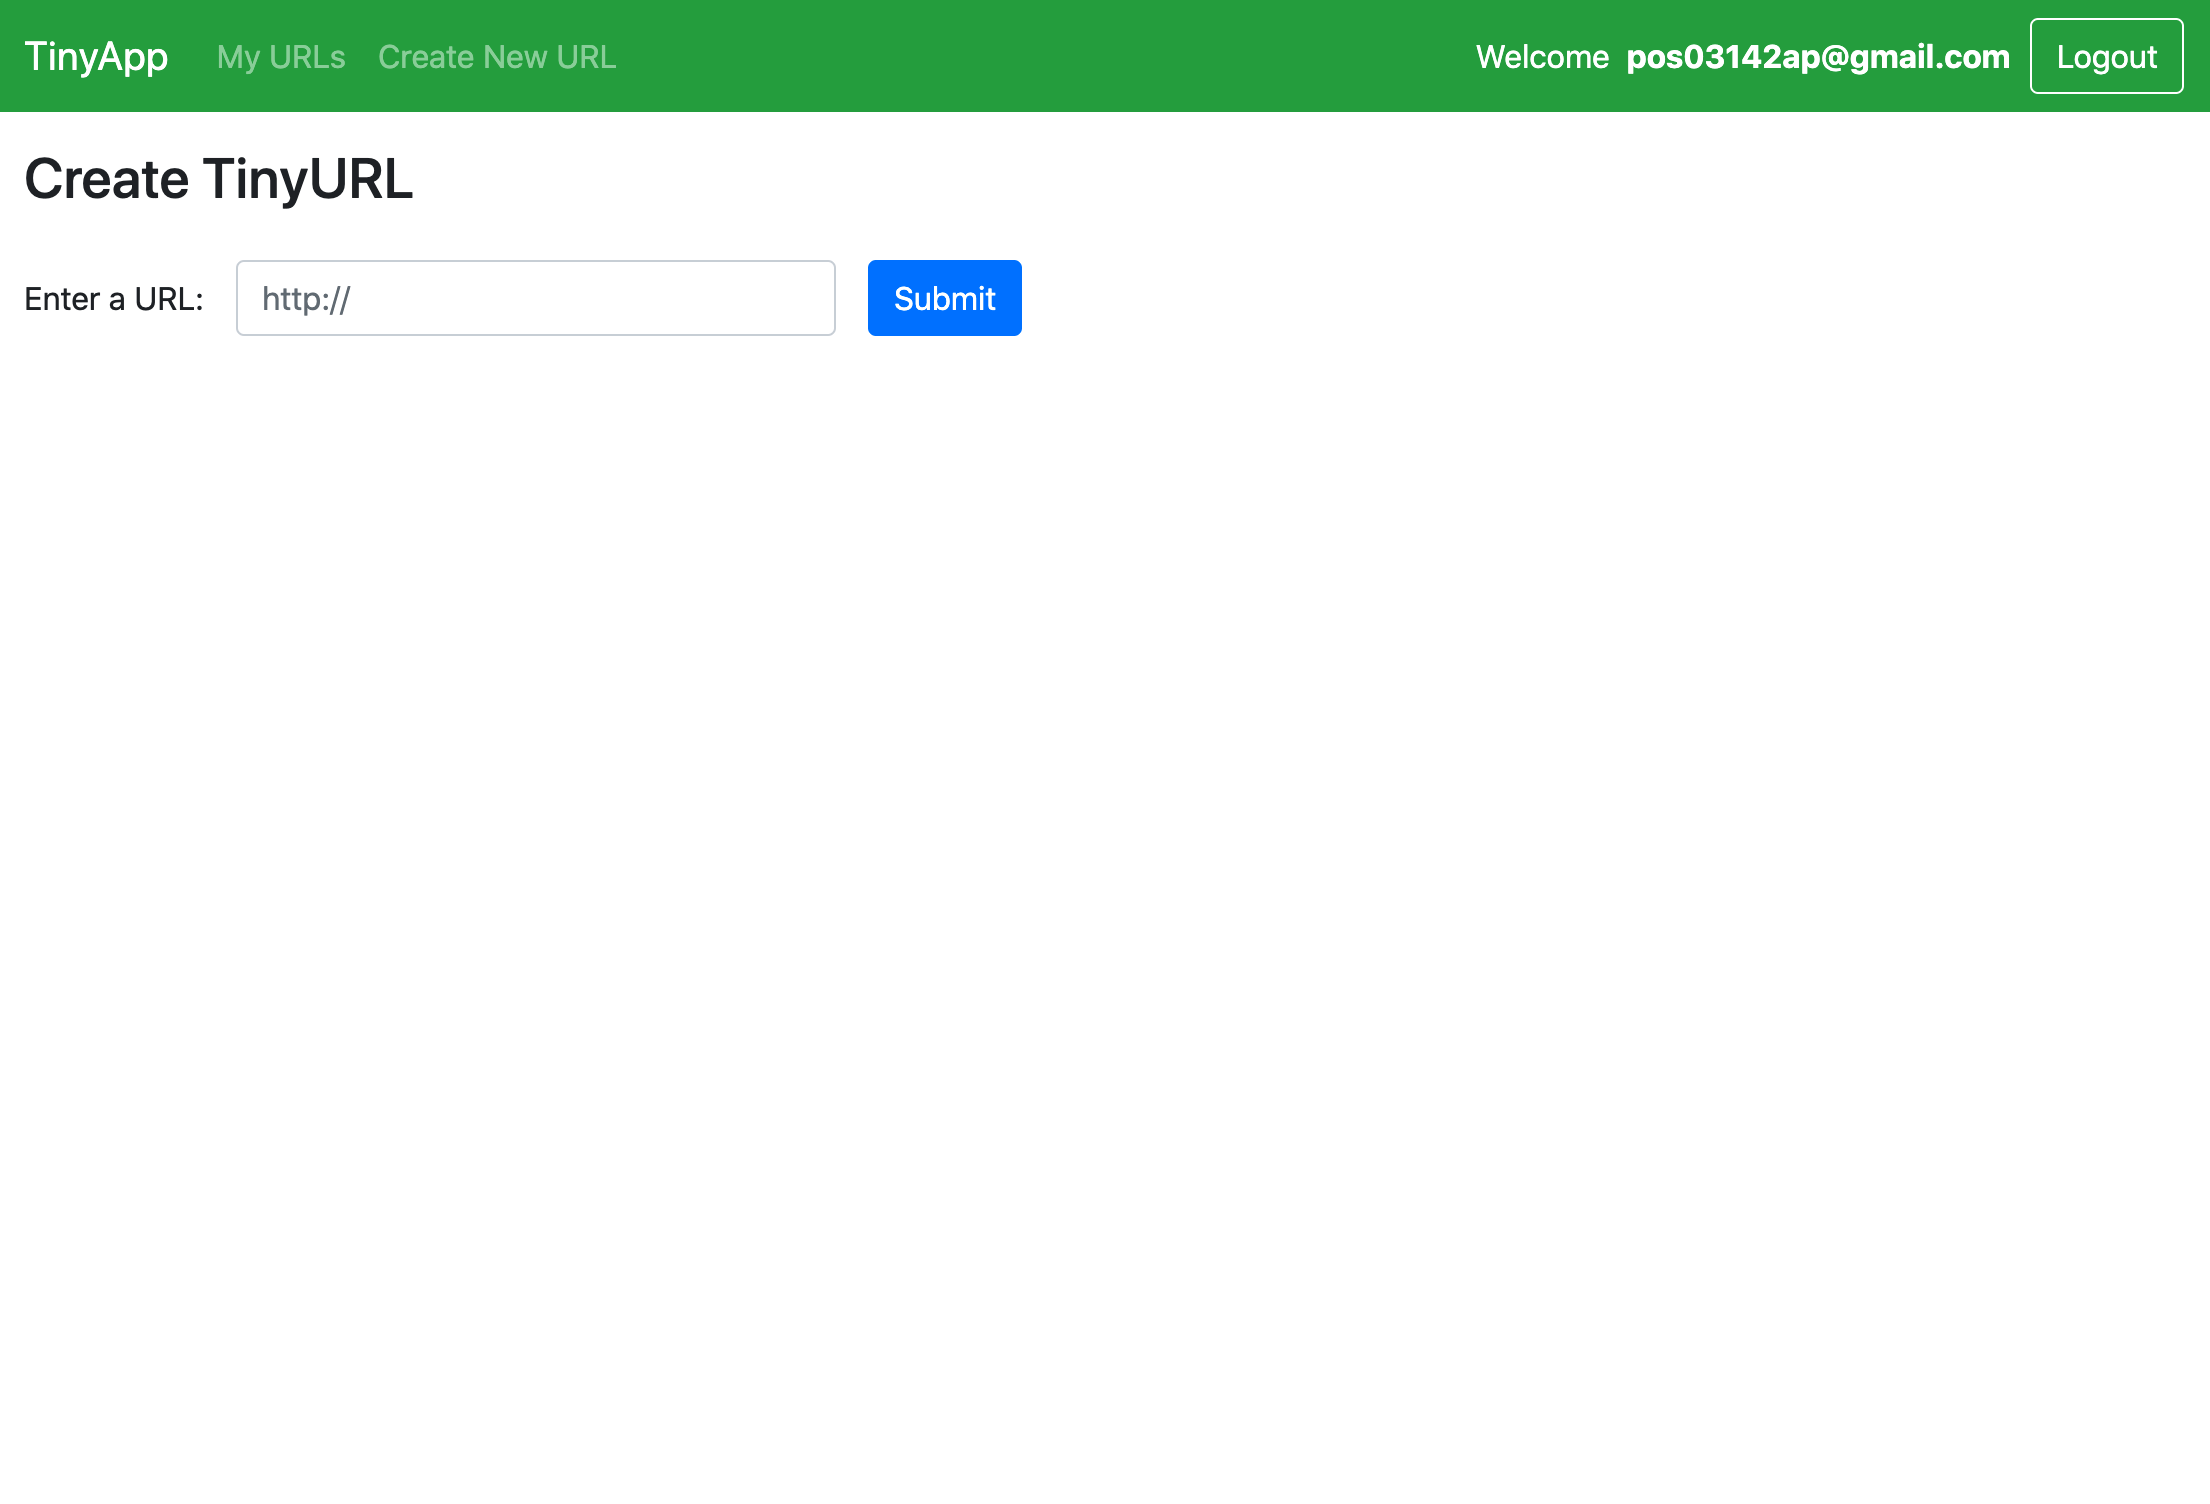 TinyApp My URLs Create New URL Welcome pos03142ap@gmail.com Logout
Create TinyURL
Enter a URL: http:// Submit